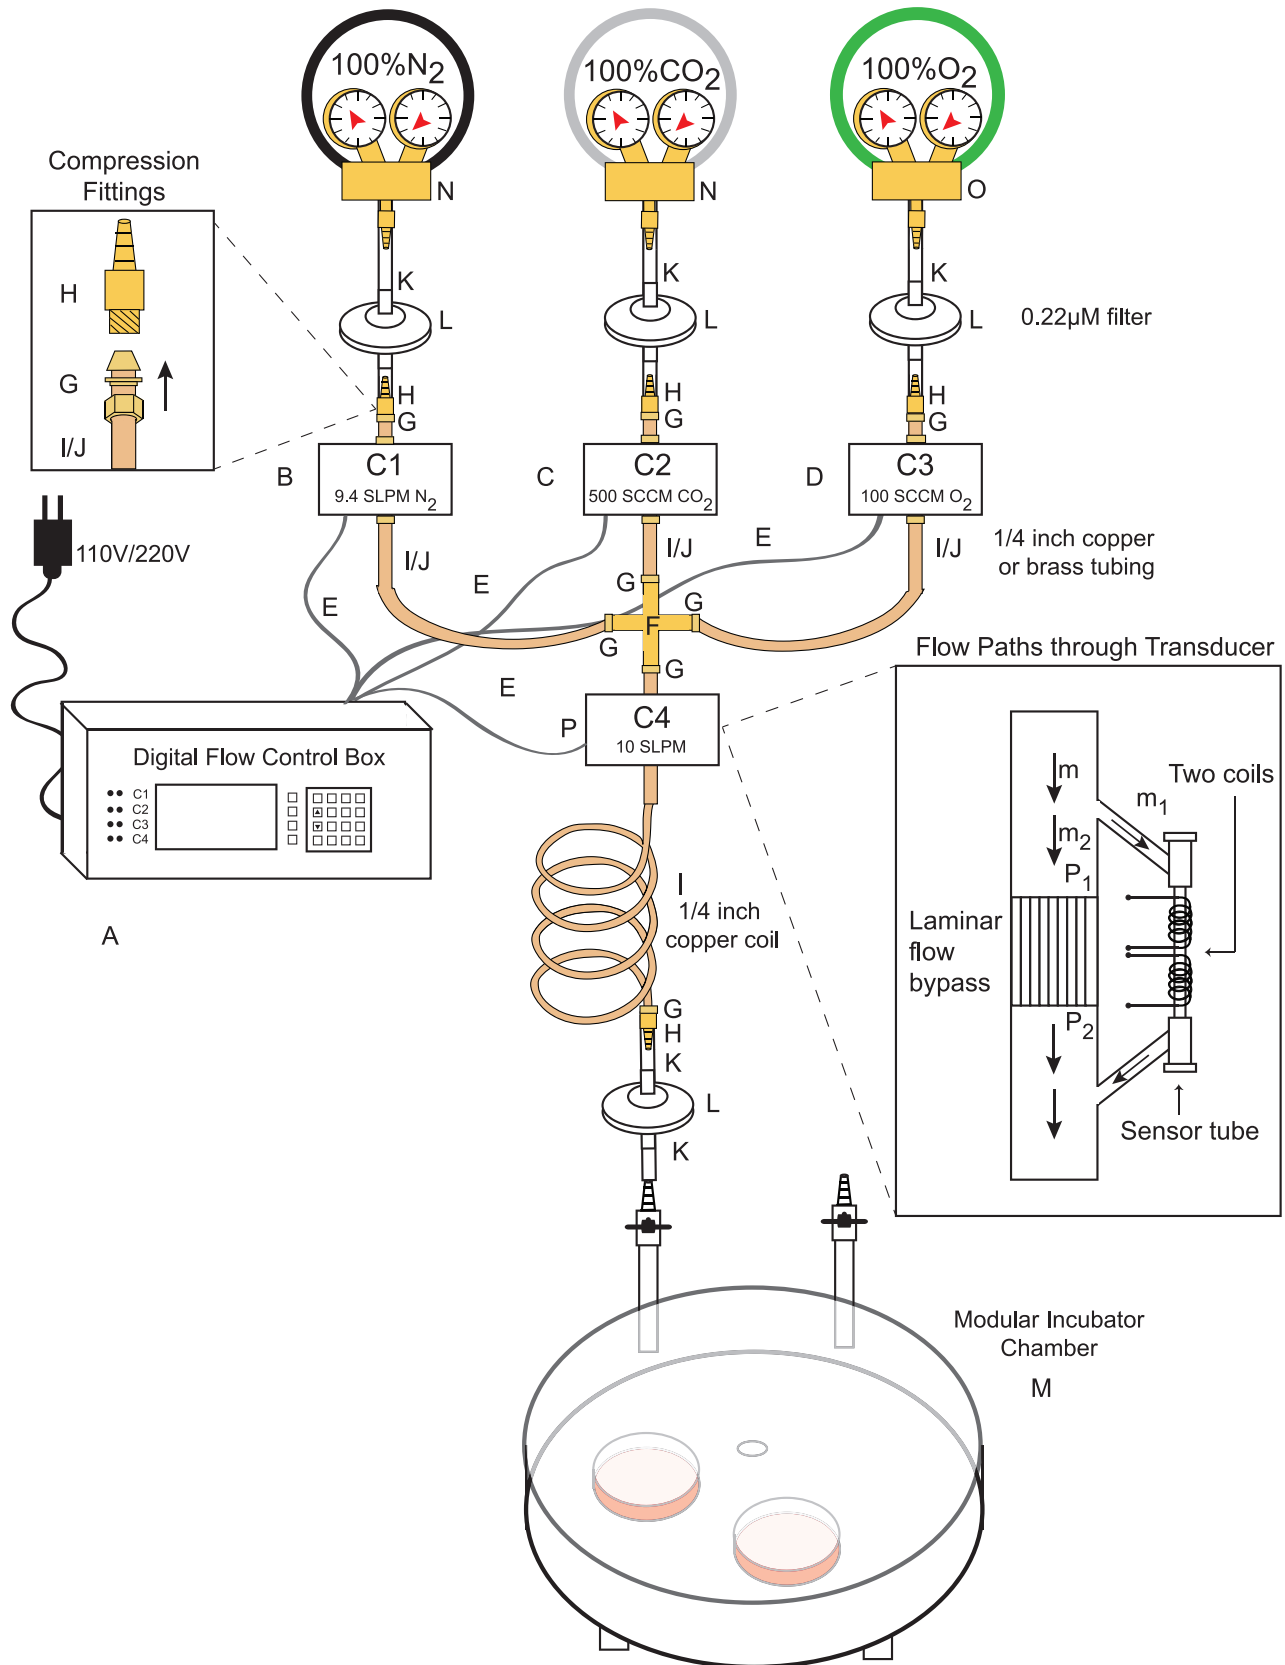 100%N2
100%CO2
100%O2
N
N
O
Compression
Fittings
H
G
I/J
K
K
K
L
L
L
0.22µM filter
H
H
H
G
G
G
B
C1
9.4 SLPM N2
C
C2
500 SCCM CO2
D
C3
100 SCCM O2
110V/220V
I/J
I/J
I/J
1/4 inch copper
or brass tubing
E
E
E
E
G
G
F
G
G
P
C4
10 SLPM
Digital Flow Control Box
C1
C2
C3
C4
A
I
1/4 inch
copper coil
G
H
K
L
K
Flow Paths through Transducer
m
m1
Two coils
m2
P1
Laminar
flow
bypass
P2
Sensor tube
Modular Incubator
Chamber
M